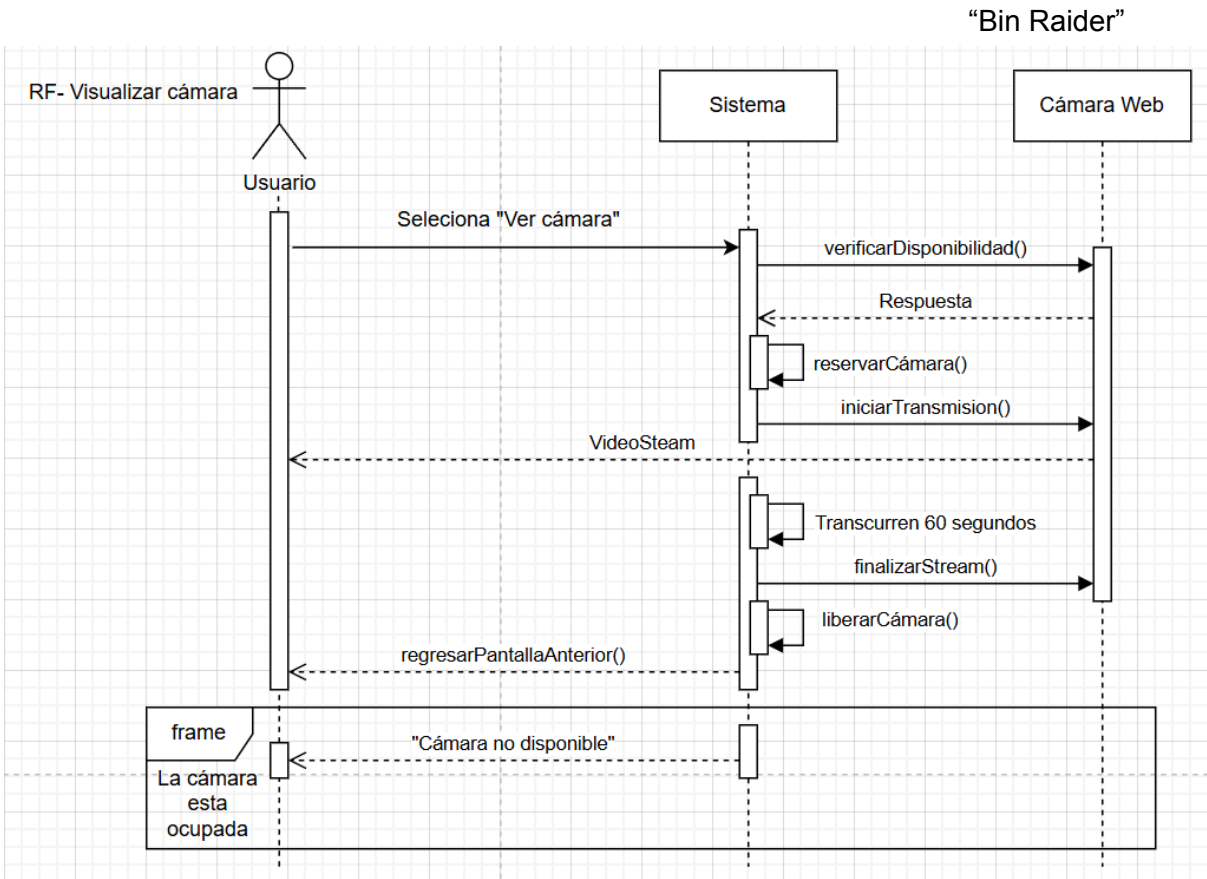 “Bin Raider”
RF- Visualizar cámara
Usuario
Sistema
Cámara Web
Seleciona "Ver cámara"
verificarDisponibilidad()
Respuesta
reservarCámara()
iniciarTransmision()
VideoSteam
Transcurren 60 segundos
finalizarStream()
liberarCámara()
regresarPantallaAnterior()
frame
"Cámara no disponible"
La cámara
esta
ocupada